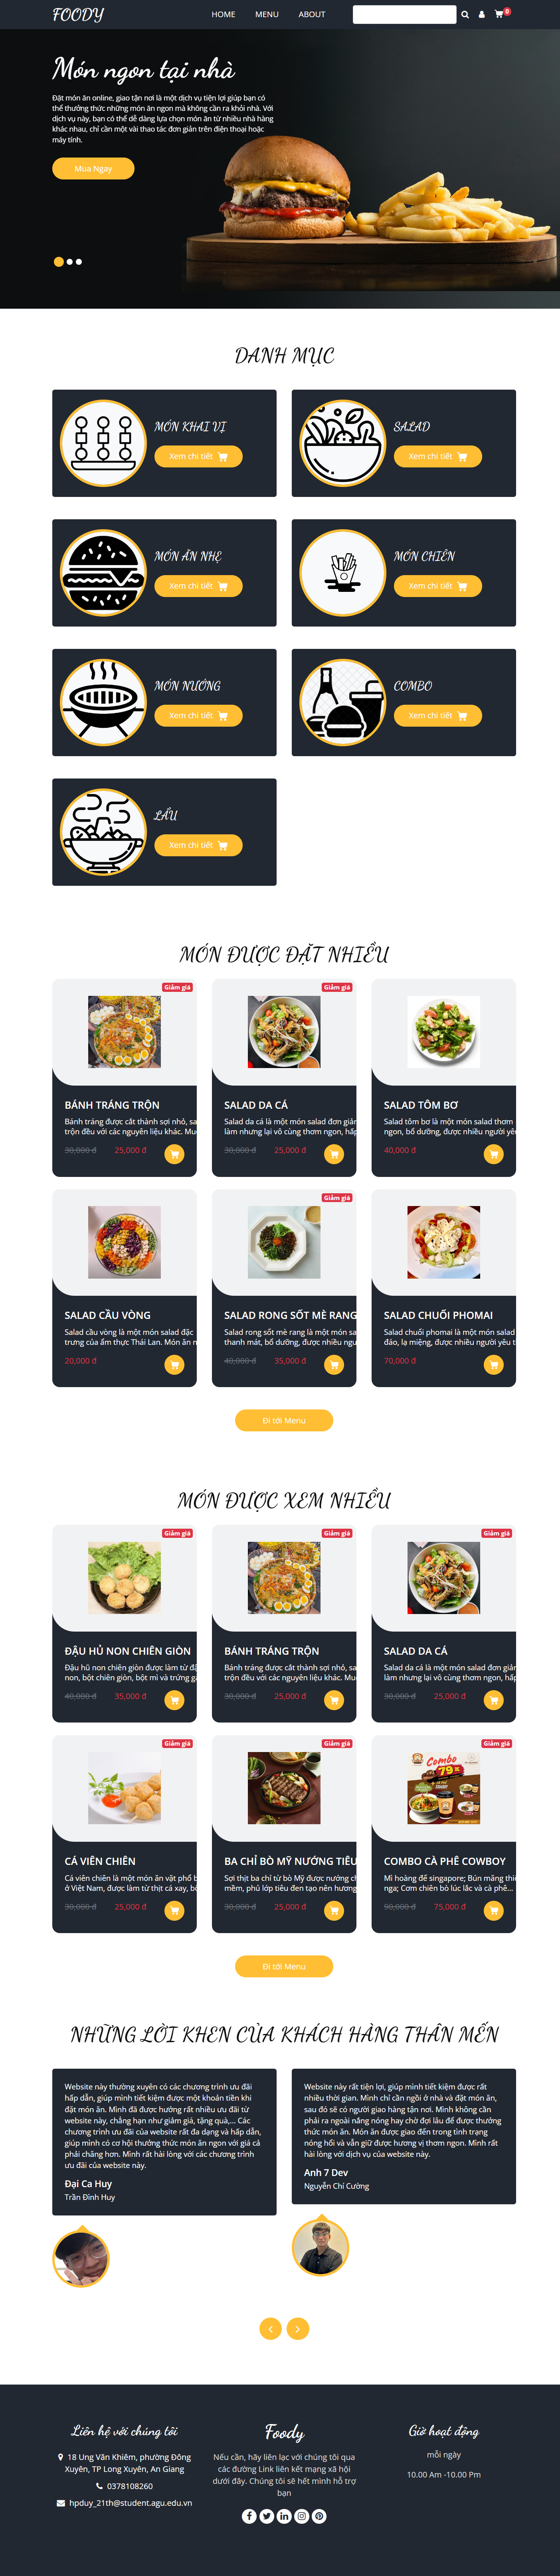 FOODY
HOME MENU ABOUT
0
Món ngon tại nhà
Đặt món ăn online, giao tận nơi là một dịch vụ tiện lợi giúp bạn có
thể thưởng thức những món ăn ngon mà không cần ra khỏi nhà. Với
dịch vụ này, bạn có thể dễ dàng lựa chọn món ăn từ nhiều nhà hàng
khác nhau, chỉ cần một vài thao tác đơn giản trên điện thoại hoặc
máy tính.
Mua Ngay
DANH MỤC
MÓN KHAI VỊ
Xem chi tiết
SALAD
Xem chi tiết
MÓN ĂN NHẸ
Xem chi tiết
MÓN CHIÊN
Xem chi tiết
MÓN NƯỚNG
Xem chi tiết
COMBO
Xem chi tiết
LẨU
Xem chi tiết
MÓN ĐƯỢC ĐẶT NHIỀU
Giảm giá
BÁNH TRÁNG TRỘN
Bánh tráng được cắt thành sợi nhỏ, sa
trộn đều với các nguyên liệu khác. Mu
30,000 đ 25,000 đ
Giảm giá
SALAD DA CÁ
Salad da cá là một món salad đơn giản
làm nhưng lại vô cùng thơm ngon, hấp
30,000 đ 25,000 đ
SALAD TÔM BƠ
Salad tôm bơ là một món salad thơm
ngon, bổ dưỡng, được nhiều người yê
40,000 đ
SALAD CẦU VÒNG
Salad cầu vòng là một món salad đặc
trưng của ẩm thực Thái Lan. Món ăn n
20,000 đ
Giảm giá
SALAD RONG SỐT MÈ RANG
Salad rong sốt mè rang là một món sa
thanh mát, bổ dưỡng, được nhiều ngư
40,000 đ 35,000 đ
SALAD CHUỐI PHOMAI
Salad chuối phomai là một món salad
đáo, lạ miệng, được nhiều người yêu t
70,000 đ
Đi tới Menu
MÓN ĐƯỢC XEM NHIỀU
Giảm giá
ĐẬU HỦ NON CHIÊN GIÒN
Đậu hũ non chiên giòn được làm từ đậ
non, bột chiên giòn, bột mì và trứng gà
40,000 đ 35,000 đ
Giảm giá
BÁNH TRÁNG TRỘN
Bánh tráng được cắt thành sợi nhỏ, sa
trộn đều với các nguyên liệu khác. Mu
30,000 đ 25,000 đ
Giảm giá
SALAD DA CÁ
Salad da cá là một món salad đơn giản
làm nhưng lại vô cùng thơm ngon, hấp
30,000 đ 25,000 đ
Giảm giá
CÁ VIÊN CHIÊN
Cá viên chiên là một món ăn vặt phổ b
ở Việt Nam, được làm từ thịt cá xay, bộ
30,000 đ 25,000 đ
Giảm giá
BA CHỈ BÒ MỸ NƯỚNG TIÊU
Sợi thịt ba chỉ từ bò Mỹ được nướng ch
mềm, phủ lớp tiêu đen tạo nên hương
30,000 đ 25,000 đ
Giảm giá
Combo
79K
COMBO CÀ PHÊ COWBOY
Mì hoàng đế singapore; Bún măng thii
nga; Cơm chiên bò lúc lắc và cà phê...
90,000 đ 75,000 đ
Đi tới Menu
NHỮNG LỜI KHEN CỦA KHÁCH HÀNG THÂN MẾN
Website này thường xuyên có các chương trình ưu đãi
hấp dẫn, giúp mình tiết kiệm được một khoản tiền khi
đặt món ăn. Mình đã được hưởng rất nhiều ưu đãi từ
website này, chẳng hạn như giảm giá, tặng quà,... Các
chương trình ưu đãi của website rất đa dạng và hấp dẫn,
giúp mình có cơ hội thưởng thức món ăn ngon với giá cả
phải chăng hơn. Mình rất hài lòng với các chương trình
ưu đãi của website này.
Đại Ca Huy
Trần Đình Huy
Website này rất tiện lợi, giúp mình tiết kiệm được rất
nhiều thời gian. Mình chỉ cần ngồi ở nhà và đặt món ăn,
sau đó sẽ có người giao hàng tận nơi. Mình không cần
phải ra ngoài nắng nóng hay chờ đợi lâu để được thưởng
thức món ăn. Món ăn được giao đến trong tình trạng
nóng hổi và vẫn giữ được hương vị thơm ngon. Mình rất
hài lòng với dịch vụ của website này.
Anh 7 Dev
Nguyễn Chí Cường
Liên hệ với chúng tôi
18 Ung Văn Khiêm, phường Đông
Xuyên, TP Long Xuyên, An Giang
0378108260
hpduy_21th@student.agu.edu.vn
Foody
Nếu cần, hãy liên lạc với chúng tôi qua
các đường Link liên kết mạng xã hội
dưới đây. Chúng tôi sẽ hết mình hỗ trợ
bạn
Giờ hoạt động
mỗi ngày
10.00 Am -10.00 Pm